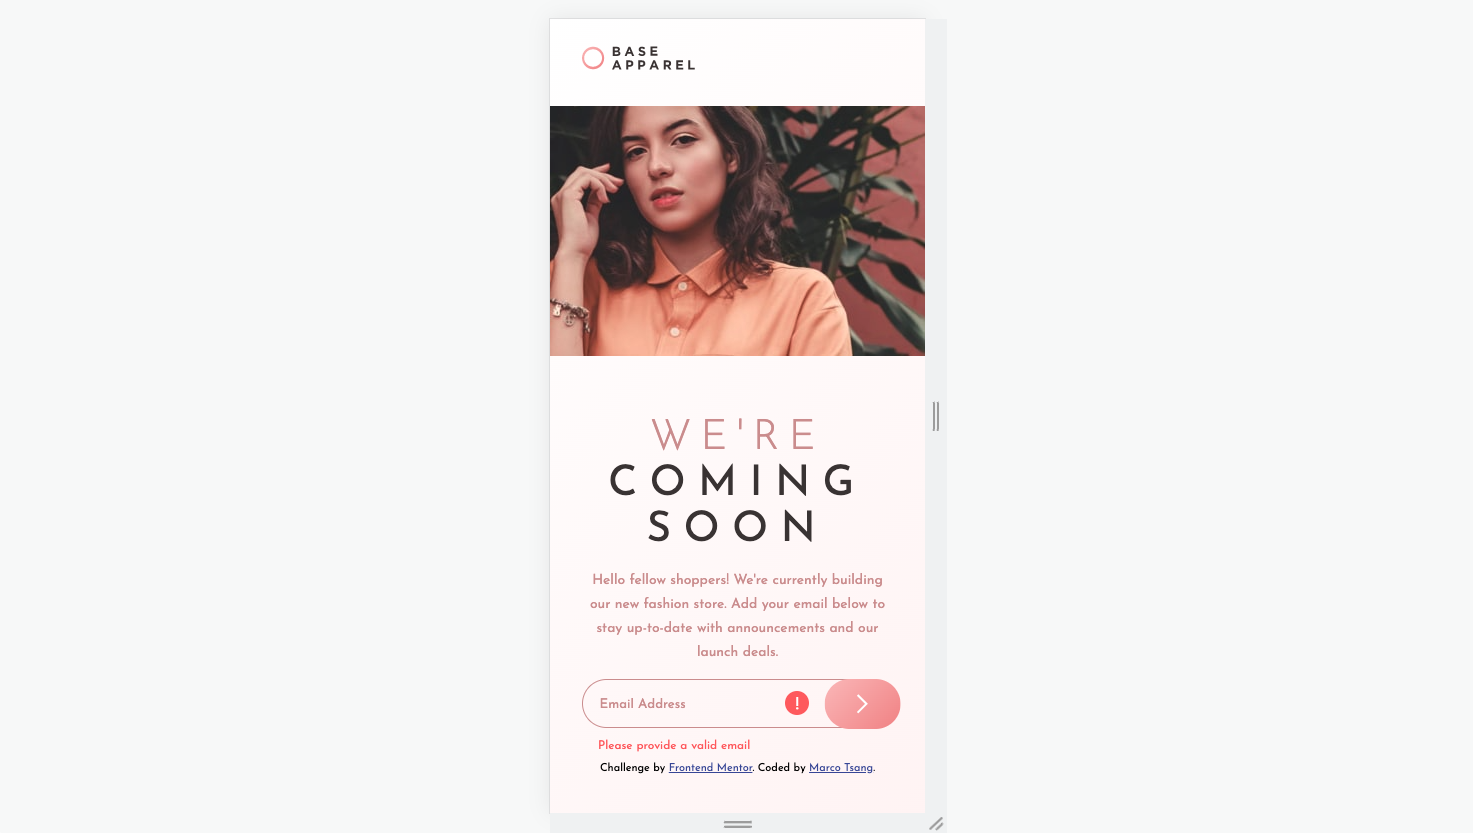 BASE
APPAREL
WE'RE
COMING
SOON
Hello fellow shoppers! We're currently building
our new fashion store. Add your email below to
stay up-to-date with announcements and our
launch deals.
Email Address
!
Please provide a valid email
Challenge by Frontend Mentor. Coded by Marco Tsang.